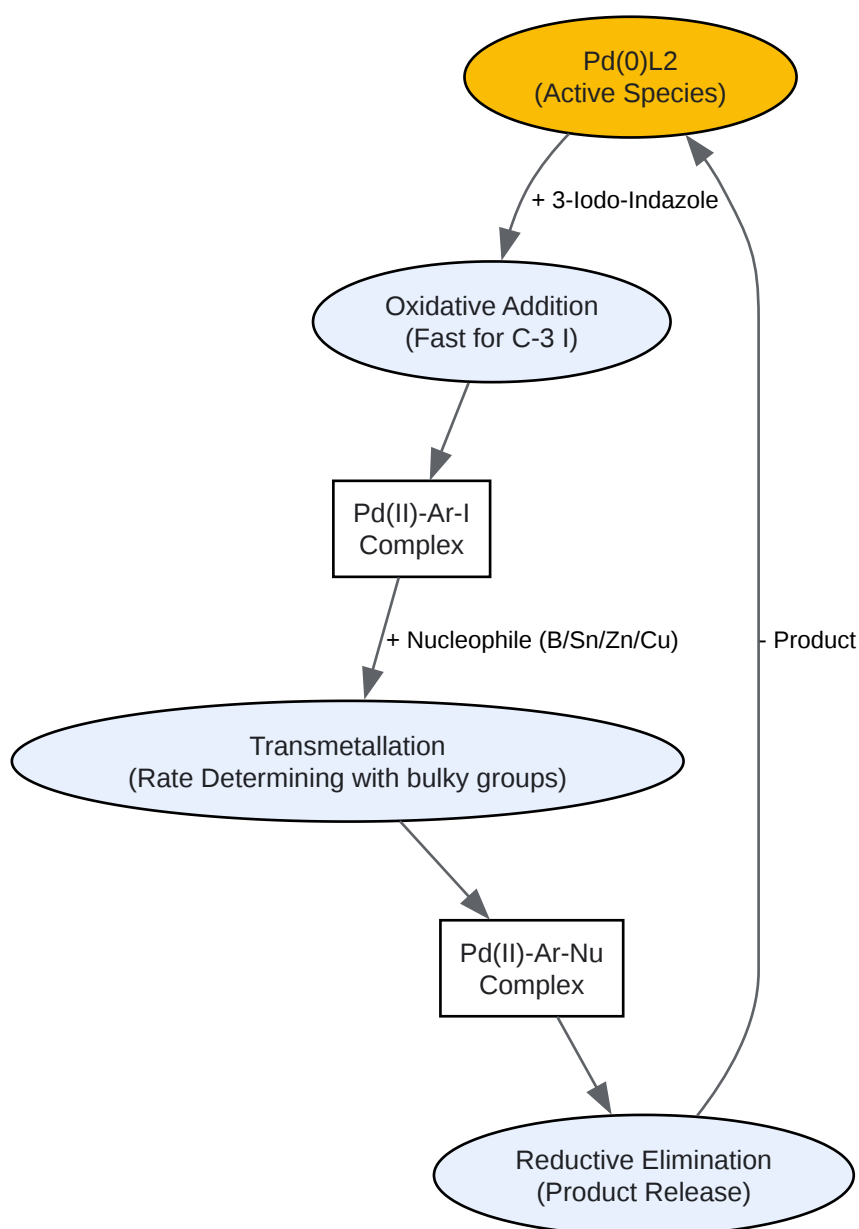 Pd(0)L2
(Active Species)
+ 3-Iodo-Indazole
Oxidative Addition
(Fast for C-3 I)
Pd(II)-Ar-I
Complex
+ Nucleophile (B/Sn/Zn/Cu)
- Product
Transmetallation
(Rate Determining with bulky groups)
Pd(II)-Ar-Nu
Complex
Reductive Elimination
(Product Release)